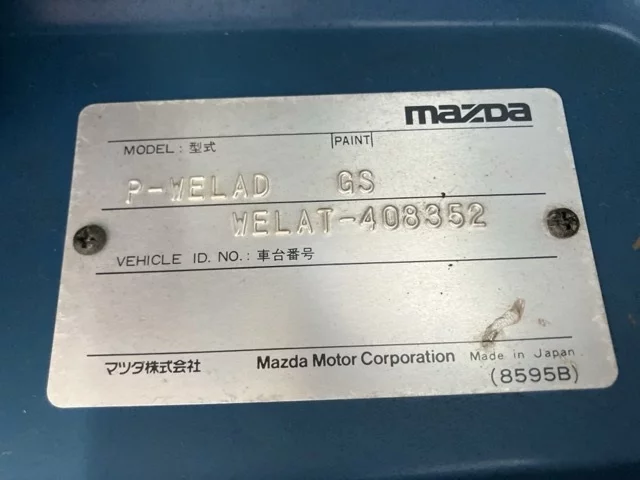 mazda
MODEL : 型式 |PAINT|
P-WELAD GS
WELAT-408352
VEHICLE ID. NO. : 車台番号
マツダ株式会社 Mazda Motor Corporation Made in Japan
(8595B)